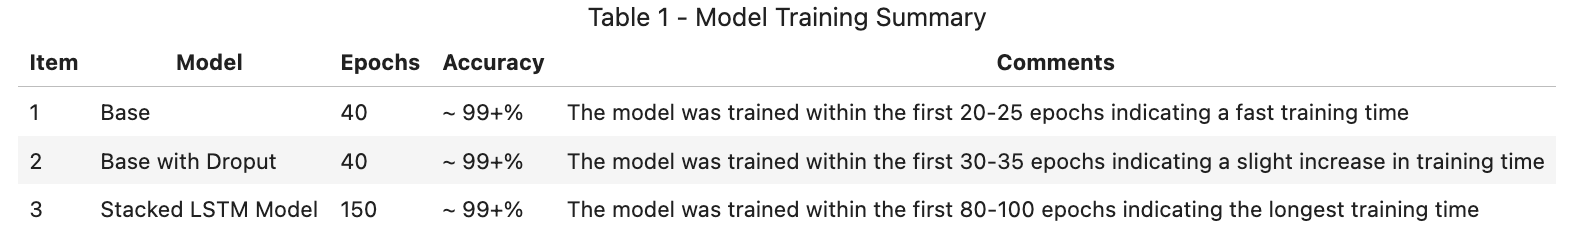 Table 1 - Model Training Summary
Item Model Epochs Accuracy Comments
1 Base 40 ~ 99+% The model was trained within the first 20-25 epochs indicating a fast training time
2 Base with Droput 40 ~ 99+% The model was trained within the first 30-35 epochs indicating a slight increase in training time
3 Stacked LSTM Model 150 ~ 99+% The model was trained within the first 80-100 epochs indicating the longest training time